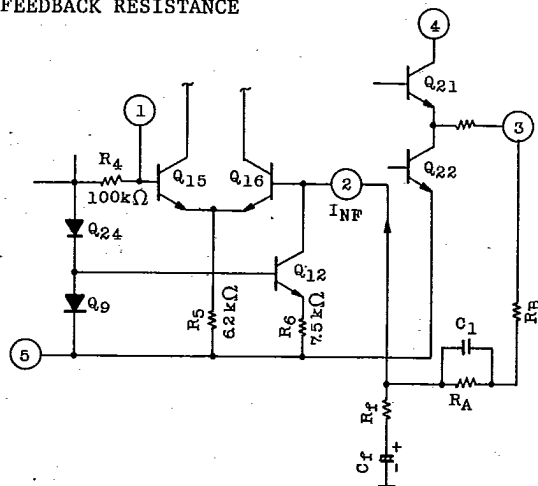 FEEDBACK RESISTANCE
4
Q21
1
3
R4
Q15
Q16
2
Q22
100kΩ
INF
Q24
Q12
Q9
R5
6.2kΩ
R6
7.5kΩ
RB
C1
5
RA
Rf
Cf
+
-